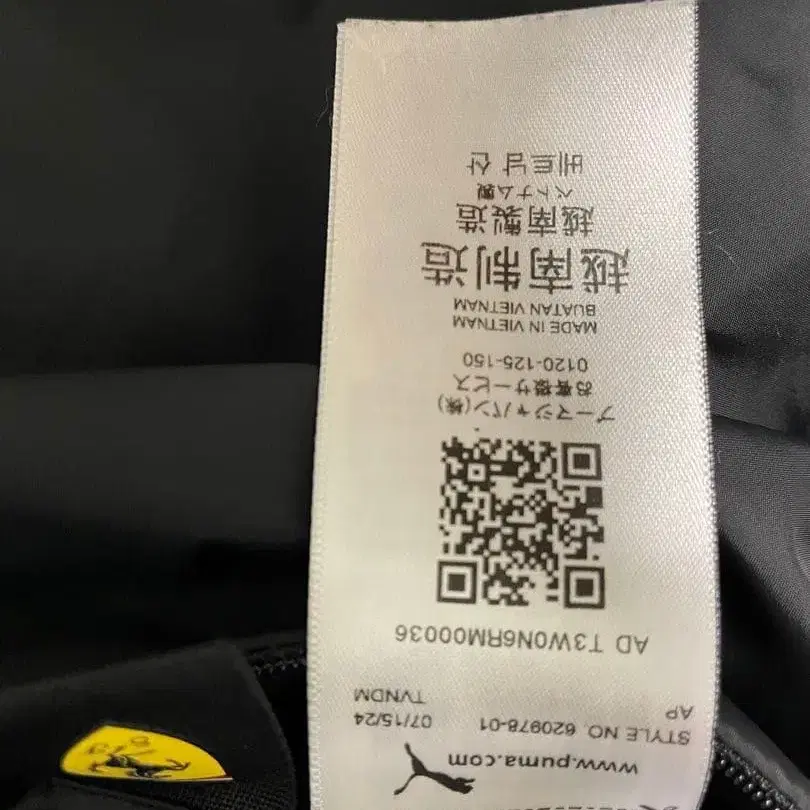 www.puma.com
STYLE NO. 620978-01 07/15/24
AP TVNDM
AD T3W0N6RM00036
プーマジャパン(株)
お客様サービス
0120-125-150
MADE IN VIETNAM
BUATAN VIETNAM
越南制造
越南製造
ベトナム製
베트남 산